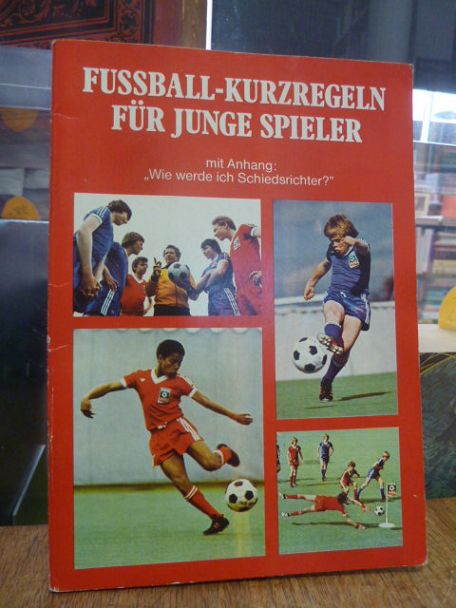 FUSSBALL-KURZREGELN
FÜR JUNGE SPIELER
mit Anhang:
„Wie werde ich Schiedsrichter?"